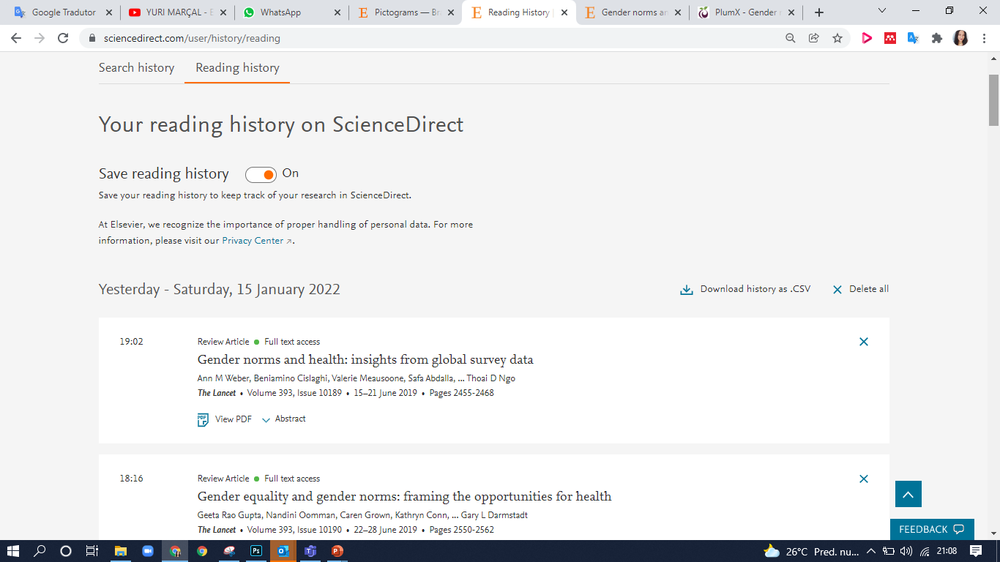 Google Tradutor
YURI MARÇAL - E
WhatsApp
Pictograms — Br
Reading History |
Gender norms an
PlumX - Gender n
sciencedirect.com/user/history/reading
Search history
Reading history
Your reading history on ScienceDirect
Save reading history On
Save your reading history to keep track of your research in ScienceDirect.
At Elsevier, we recognize the importance of proper handling of personal data. For more
information, please visit our Privacy Center ↗.
Yesterday - Saturday, 15 January 2022
Download history as .CSV
Delete all
19:02
Review Article • Full text access
Gender norms and health: insights from global survey data
Ann M Weber, Beniamino Cislaghi, Valerie Meausoone, Safa Abdalla, ... Thoai D Ngo
The Lancet • Volume 393, Issue 10189 • 15–21 June 2019 • Pages 2455-2468
PDF View PDF
Abstract
18:16
Review Article • Full text access
Gender equality and gender norms: framing the opportunities for health
Geeta Rao Gupta, Nandini Oomman, Caren Grown, Kathryn Conn, ... Gary L Darmstadt
The Lancet • Volume 393, Issue 10190 • 22–28 June 2019 • Pages 2550-2562
FEEDBACK
26°C Pred. nu...
21:08